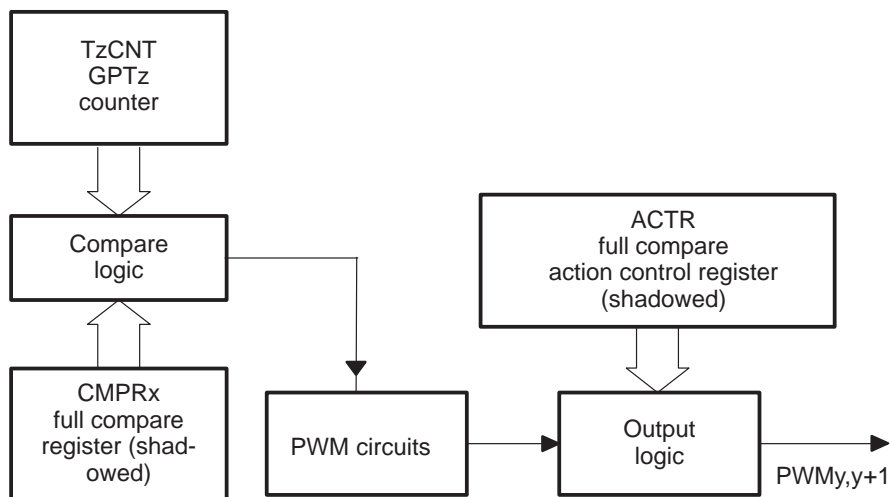 TzCNT
GPTz
counter
Compare
logic
CMPRx
full compare
register (shad-
owed)
ACTR
full compare
action control register
(shadowed)
PWM circuits
Output
logic
PWMy,y+1